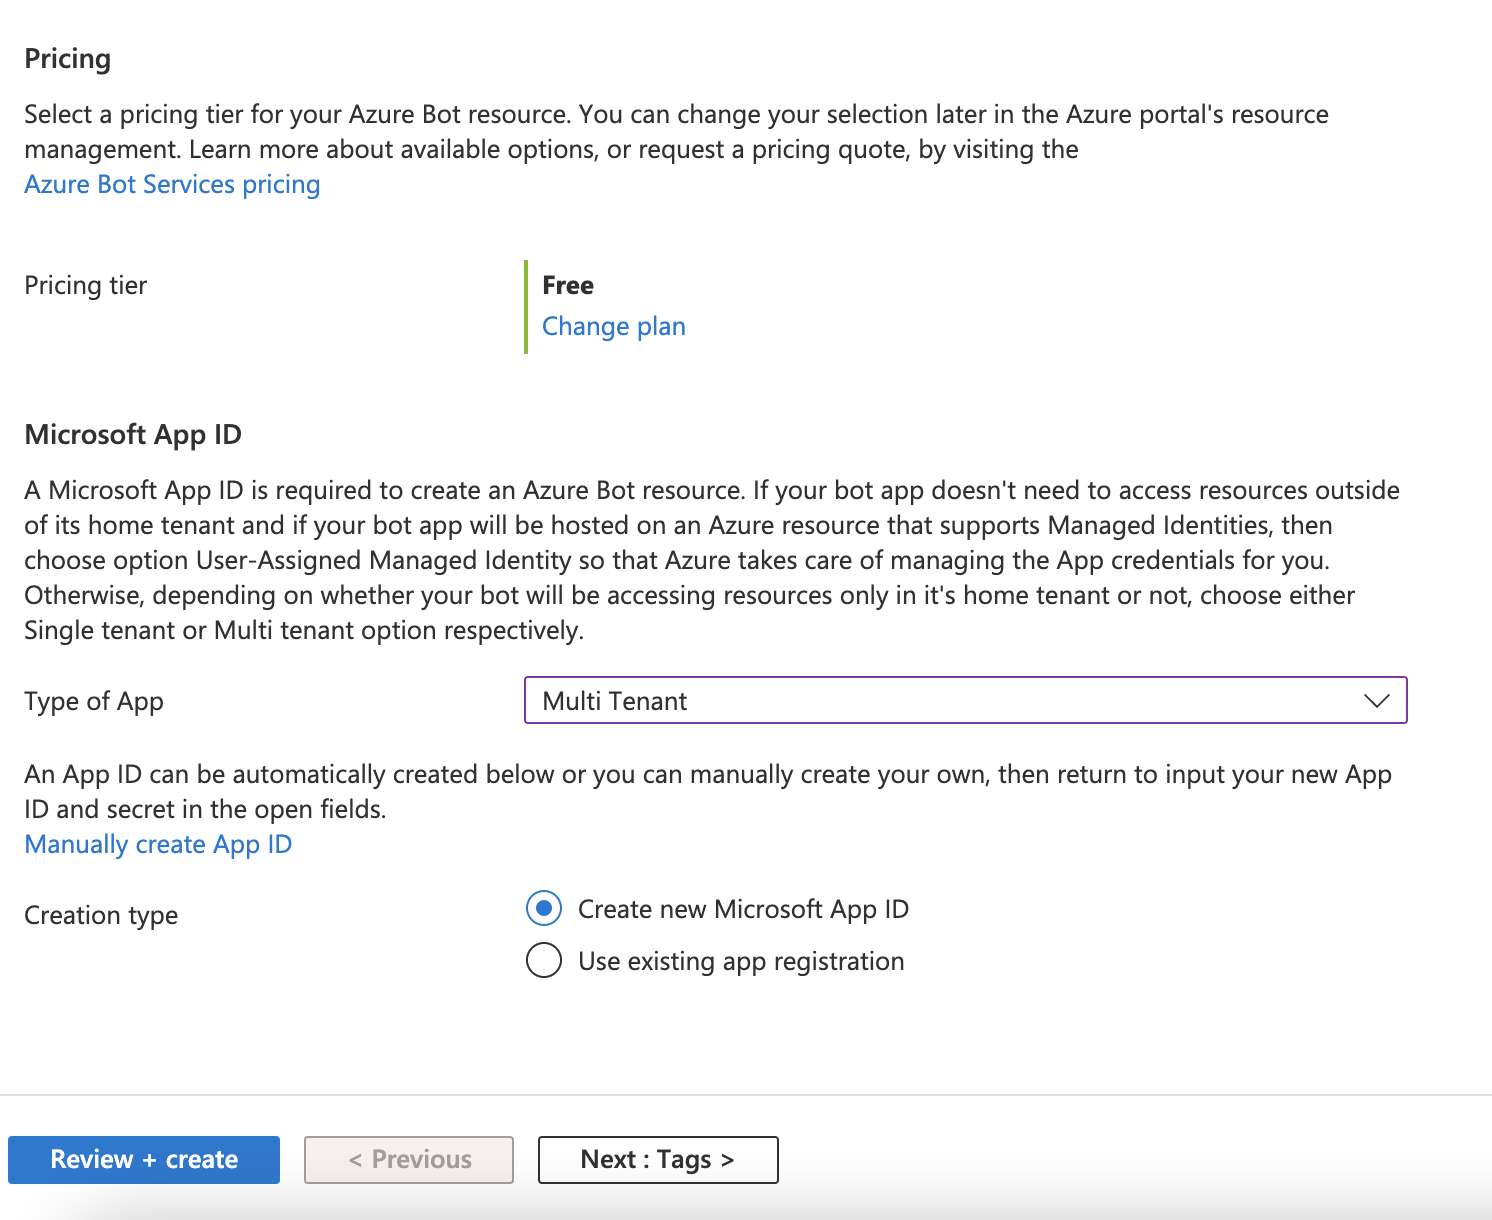 Pricing
Select a pricing tier for your Azure Bot resource. You can change your selection later in the Azure portal's resource
management. Learn more about available options, or request a pricing quote, by visiting the
Azure Bot Services pricing
Pricing tier
Free
Change plan
Microsoft App ID
A Microsoft App ID is required to create an Azure Bot resource. If your bot app doesn't need to access resources outside
of its home tenant and if your bot app will be hosted on an Azure resource that supports Managed Identities, then
choose option User-Assigned Managed Identity so that Azure takes care of managing the App credentials for you.
Otherwise, depending on whether your bot will be accessing resources only in it's home tenant or not, choose either
Single tenant or Multi tenant option respectively.
Type of App
Multi Tenant
An App ID can be automatically created below or you can manually create your own, then return to input your new App
ID and secret in the open fields.
Manually create App ID
Creation type
Create new Microsoft App ID
Use existing app registration
Review + create
< Previous
Next : Tags >